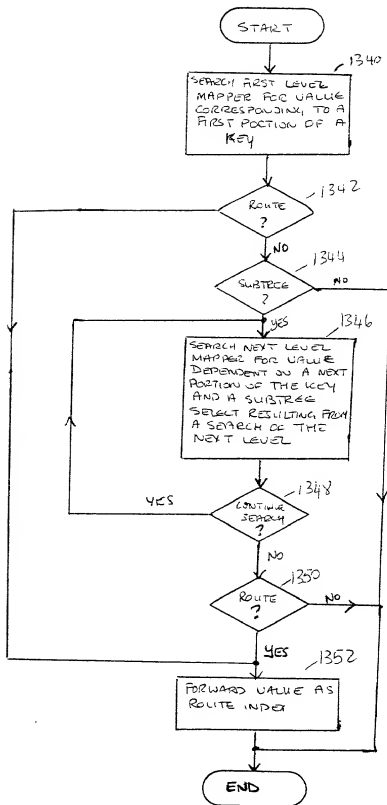 START
1340
SEARCH FIRST LEVEL
MAPPER FOR VALUE
CORRESPONDING TO A
FIRST PORTION OF A
KEY
1342
ROUTE
?
NO
1344
SUBTREE
?
NO
YES
1346
SEARCH NEXT LEVEL
MAPPER FOR VALUE
DEPENDENT ON A NEXT
PORTION OF THE KEY
AND A SUBTREE
SELECT RESULTING FROM
A SEARCH OF THE
NEXT LEVEL
1348
YES
CONTINUE
SEARCH
?
NO
1350
ROUTE
?
NO
YES
1352
FORWARD VALUE AS
ROUTE INDEX
END